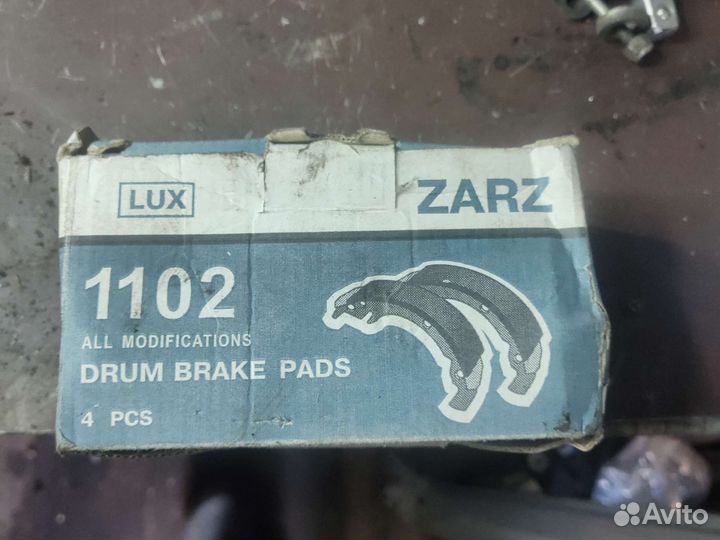 LUX
ZARZ
1102
ALL MODIFICATIONS
DRUM BRAKE PADS
4 PCS
Avito